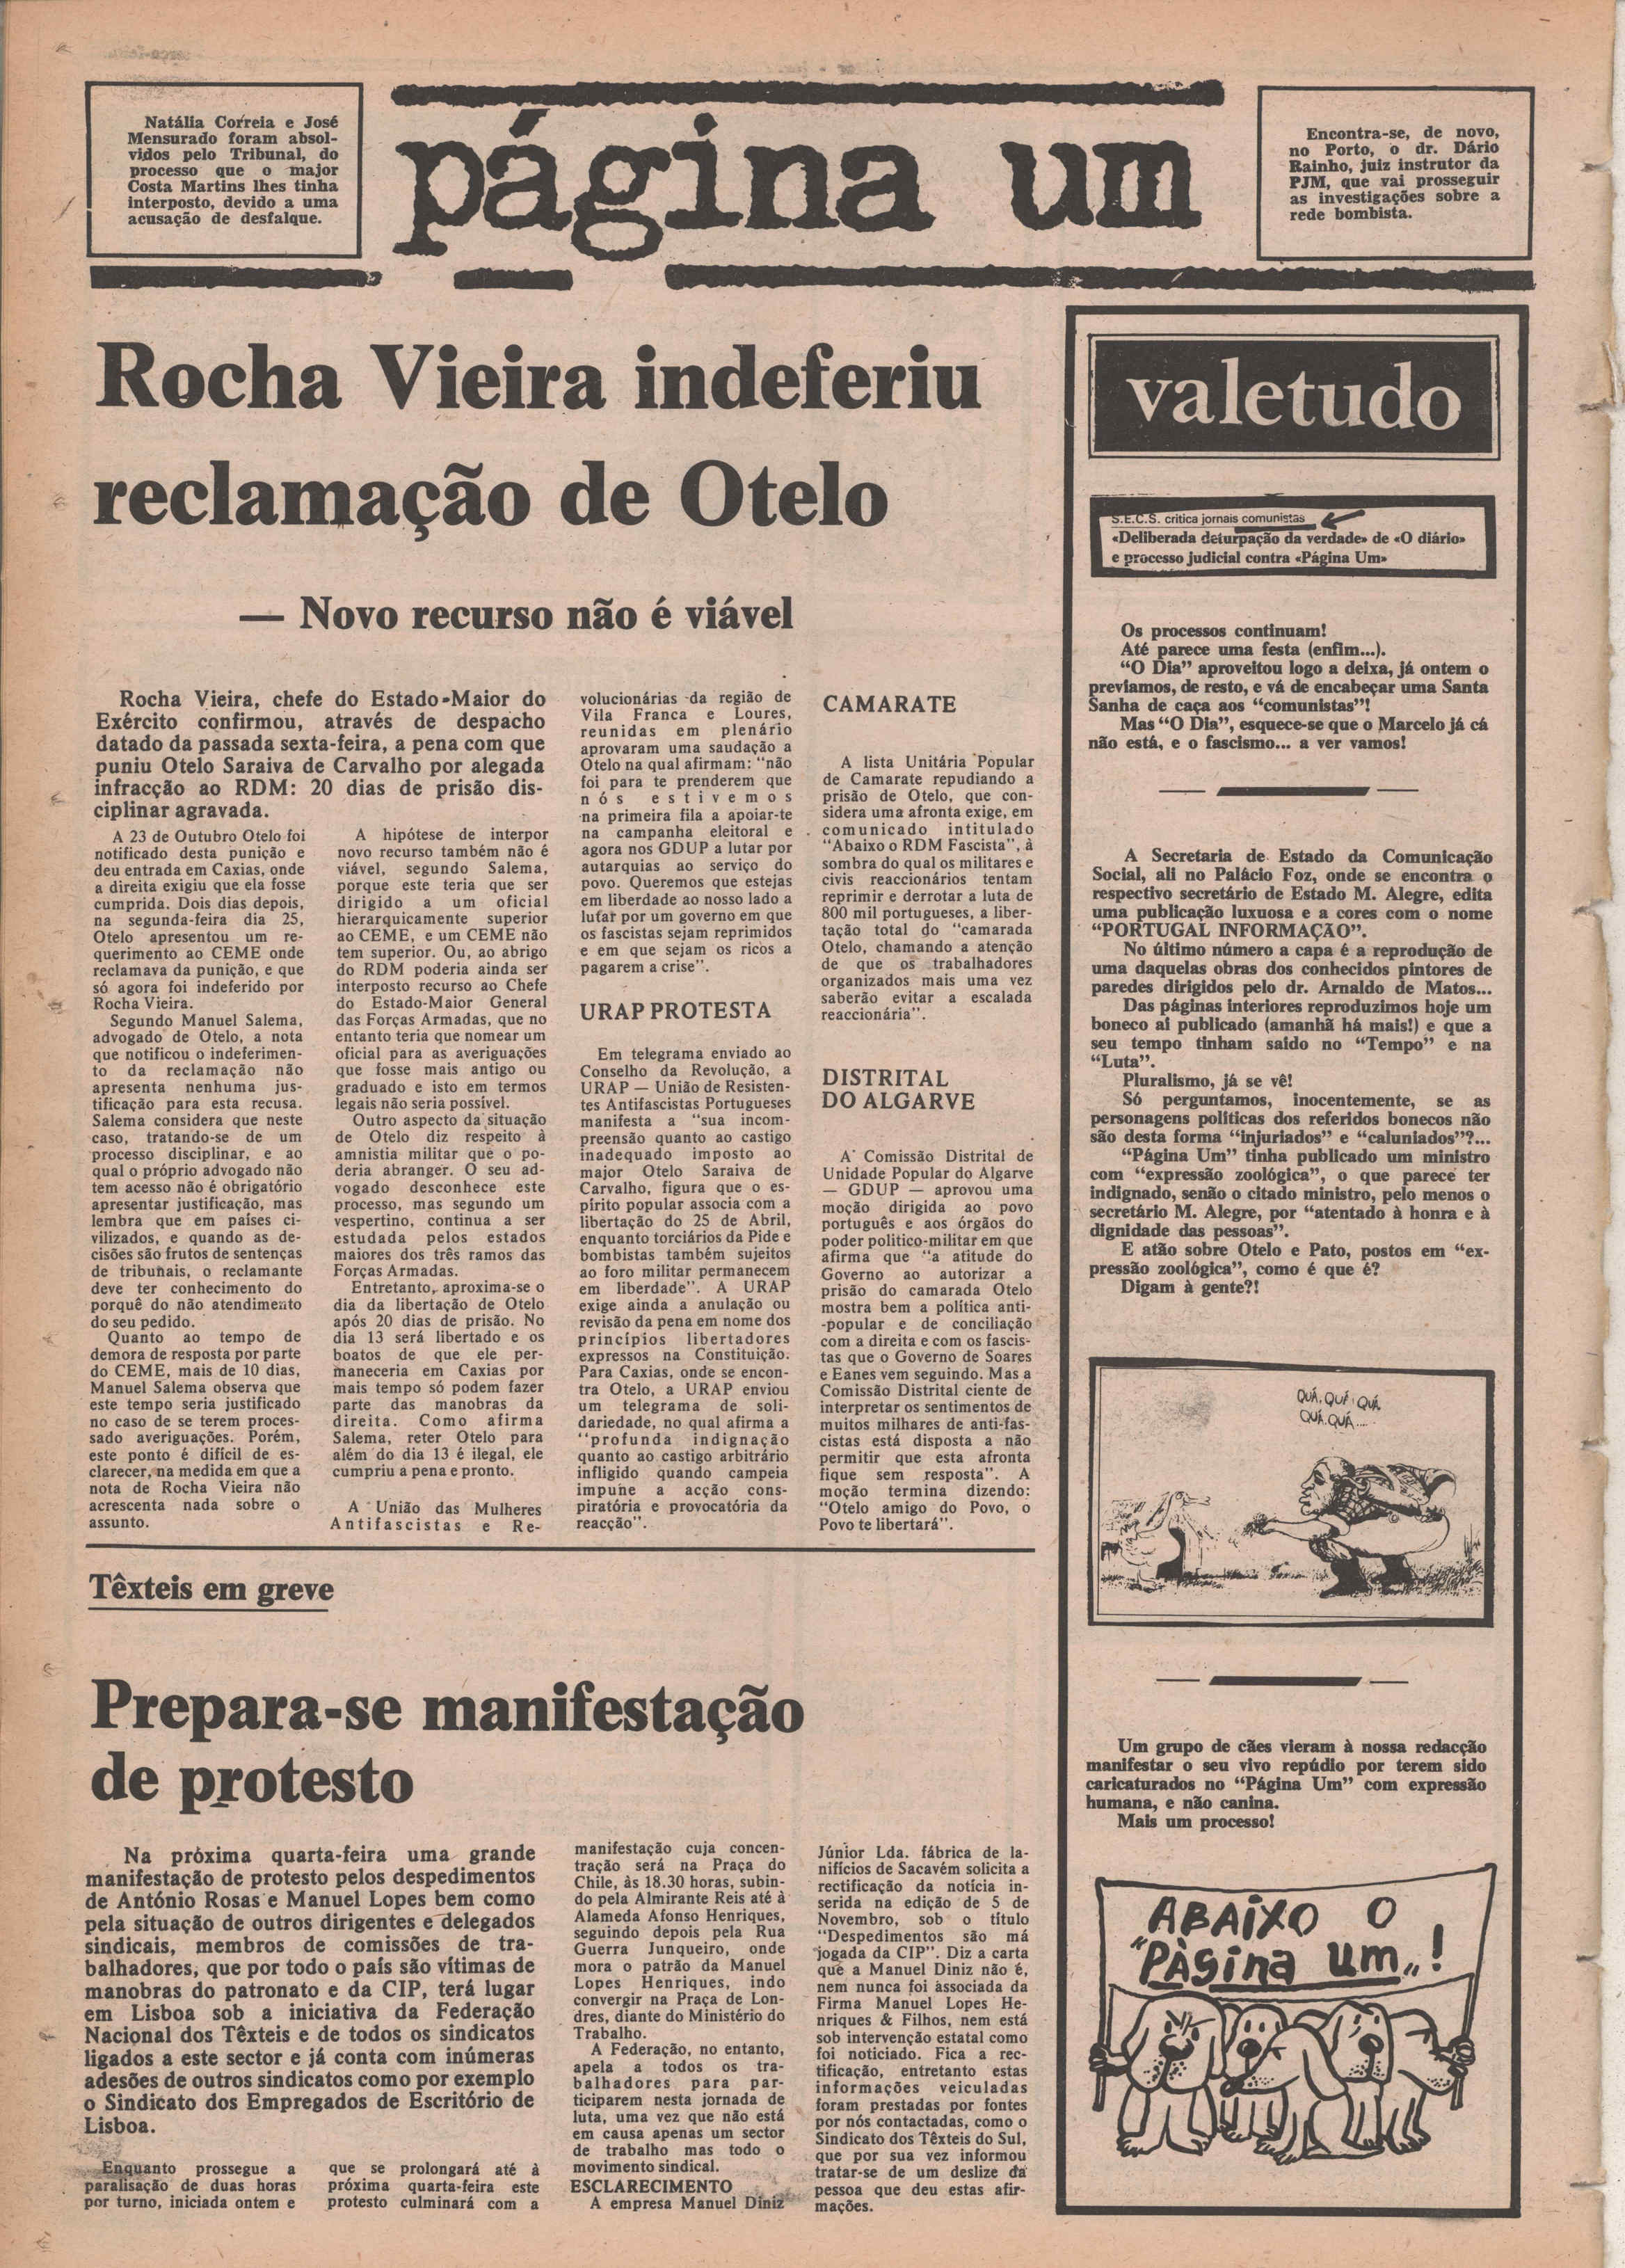 Natália Correia e José
Mensurado foram absol-
vidos pelo Tribunal, do
processo que o major
Costa Martins lhes tinha
interposto, devido a uma
acusação de desfalque.
página um
Encontra-se, de novo,
no Porto, o dr. Dário
Rainho, juiz instrutor da
PJM, que vai prosseguir
as investigações sobre a
rede bombista.
Rocha Vieira indeferiu
reclamação de Otelo
— Novo recurso não é viável
Rocha Vieira, chefe do Estado-Maior do
Exército confirmou, através de despacho
datado da passada sexta-feira, a pena com que
puniu Otelo Saraiva de Carvalho por alegada
infracção ao RDM: 20 dias de prisão dis-
ciplinar agravada.
A 23 de Outubro Otelo foi
notificado desta punição e
deu entrada em Caxias, onde
a direita exigiu que ela fosse
cumprida. Dois dias depois,
na segunda-feira dia 25,
Otelo apresentou um re-
querimento ao CEME onde
reclamava da punição, e que
só agora foi indeferido por
Rocha Vieira.
Segundo Manuel Salema,
advogado de Otelo, a nota
que notificou o indeferimen-
to da reclamação não
apresenta nenhuma jus-
tificação para esta recusa.
Salema considera que neste
caso, tratando-se de um
processo disciplinar, e ao
qual o próprio advogado não
tem acesso não é obrigatório
apresentar justificação, mas
lembra que em países ci-
vilizados, e quando as de-
cisões são frutos de sentenças
de tribunais, o reclamante
deve ter conhecimento do
porquê do não atendimento
do seu pedido.
Quanto ao tempo de
demora de resposta por parte
do CEME, mais de 10 dias,
Manuel Salema observa que
este tempo seria justificado
no caso de se terem proces-
sado averiguações. Porém,
este ponto é difícil de es-
clarecer, na medida em que a
nota de Rocha Vieira não
acrescenta nada sobre o
assunto.
A hipótese de interpor
novo recurso também não é
viável, segundo Salema,
porque este teria que ser
dirigido a um oficial
hierarquicamente superior
ao CEME, e um CEME não
tem superior. Ou, ao abrigo
do RDM poderia ainda ser
interposto recurso ao Chefe
do Estado-Maior General
das Forças Armadas, que no
entanto teria que nomear um
oficial para as averiguações
que fosse mais antigo ou
graduado e isto em termos
legais não seria possível.
Outro aspecto da situação
de Otelo diz respeito à
amnistia militar que o po-
deria abranger. O seu ad-
vogado desconhece este
processo, mas segundo um
vespertino, continua a ser
estudada pelos estados
maiores dos três ramos das
Forças Armadas.
Entretanto, aproxima-se o
dia da libertação de Otelo
após 20 dias de prisão. No
dia 13 será libertado e os
boatos de que ele per-
maneceria em Caxias por
mais tempo só podem fazer
parte das manobras da
direita. Como afirma
Salema, reter Otelo para
além do dia 13 é ilegal, ele
cumpriu a pena e pronto.
A União das Mulheres
Antifascistas e Re-
volucionárias da região de
Vila Franca e Loures,
reunidas em plenário
aprovaram uma saudação a
Otelo na qual afirmam: "não
foi para te prenderem que
nós estivemos
na primeira fila a apoiar-te
na campanha eleitoral e
agora nos GDUP a lutar por
autarquias ao serviço do
povo. Queremos que estejas
em liberdade ao nosso lado a
lutar por um governo em que
os fascistas sejam reprimidos
e em que sejam os ricos a
pagarem a crise".
URAP PROTESTA
Em telegrama enviado ao
Conselho da Revolução, a
URAP — União de Resisten-
tes Antifascistas Portugueses
manifesta a "sua incom-
preensão quanto ao castigo
inadequado imposto ao
major Otelo Saraiva de
Carvalho, figura que o es-
pírito popular associa com a
libertação do 25 de Abril,
enquanto torciários da Pide e
bombistas também sujeitos
ao foro militar permanecem
em liberdade". A URAP
exige ainda a anulação ou
revisão da pena em nome dos
princípios libertadores
expressos na Constituição.
Para Caxias, onde se encon-
tra Otelo, a URAP enviou
um telegrama de soli-
dariedade, no qual afirma a
"profunda indignação
quanto ao castigo arbitrário
infligido quando campeia
impune a acção cons-
piratória e provocatória da
reacção".
CAMARATE
A lista Unitária Popular
de Camarate repudiando a
prisão de Otelo, que con-
sidera uma afronta exige, em
comunicado intitulado
"Abaixo o RDM Fascista", à
sombra do qual os militares e
civis reaccionários tentam
reprimir e derrotar a luta de
800 mil portugueses, a liber-
tação total do "camarada
Otelo, chamando a atenção
de que os trabalhadores
organizados mais uma vez
saberão evitar a escalada
reaccionária".
DISTRITAL
DO ALGARVE
A Comissão Distrital de
Unidade Popular do Algarve
— GDUP — aprovou uma
moção dirigida ao povo
português e aos órgãos do
poder politico-militar em que
afirma que "a atitude do
Governo ao autorizar a
prisão do camarada Otelo
mostra bem a política anti-
-popular e de conciliação
com a direita e com os fascis-
tas que o Governo de Soares
e Eanes vem seguindo. Mas a
Comissão Distrital ciente de
interpretar os sentimentos de
muitos milhares de anti-fas-
cistas está disposta a não
permitir que esta afronta
fique sem resposta". A
moção termina dizendo:
"Otelo amigo do Povo, o
Povo te libertará".
Têxteis em greve
Prepara-se manifestação
de protesto
Na próxima quarta-feira uma grande
manifestação de protesto pelos despedimentos
de António Rosas e Manuel Lopes bem como
pela situação de outros dirigentes e delegados
sindicais, membros de comissões de tra-
balhadores, que por todo o país são vítimas de
manobras do patronato e da CIP, terá lugar
em Lisboa sob a iniciativa da Federação
Nacional dos Têxteis e de todos os sindicatos
ligados a este sector e já conta com inúmeras
adesões de outros sindicatos como por exemplo
o Sindicato dos Empregados de Escritório de
Lisboa.
Enquanto prossegue a
paralisação de duas horas
por turno, iniciada ontem e
que se prolongará até à
próxima quarta-feira este
protesto culminará com a
manifestação cuja concen-
tração será na Praça do
Chile, às 18.30 horas, subin-
do pela Almirante Reis até à
Alameda Afonso Henriques,
seguindo depois pela Rua
Guerra Junqueiro, onde
mora o patrão da Manuel
Lopes Henriques, indo
convergir na Praça de Lon-
dres, diante do Ministério do
Trabalho.
A Federação, no entanto,
apela a todos os tra-
balhadores para par-
ticiparem nesta jornada de
luta, uma vez que não está
em causa apenas um sector
de trabalho mas todo o
movimento sindical.
ESCLARECIMENTO
A empresa Manuel Diniz
Júnior Lda. fábrica de la-
nifícios de Sacavém solicita a
rectificação da notícia in-
serida na edição de 5 de
Novembro, sob o título
"Despedimentos são má
jogada da CIP". Diz a carta
que a Manuel Diniz não é,
nem nunca foi associada da
Firma Manuel Lopes He-
nriques & Filhos, nem está
sob intervenção estatal como
foi noticiado. Fica a rec-
tificação, entretanto estas
informações veiculadas
foram prestadas por fontes
por nós contactadas, como o
Sindicato dos Têxteis do Sul,
que por sua vez informou
tratar-se de um deslize da
pessoa que deu estas afir-
mações.
valetudo
S.E.C.S. critica jornais comunistas
«Deliberada deturpação da verdade» de «O diário»
e processo judicial contra «Página Um»
Os processos continuam!
Até parece uma festa (enfim...).
"O Dia" aproveitou logo a deixa, já ontem o
previamos, de resto, e vá de encabeçar uma Santa
Sanha de caça aos "comunistas"!
Mas "O Dia", esquece-se que o Marcelo já cá
não está, e o fascismo... a ver vamos!
A Secretaria de Estado da Comunicação
Social, ali no Palácio Foz, onde se encontra o
respectivo secretário de Estado M. Alegre, edita
uma publicação luxuosa e a cores com o nome
"PORTUGAL INFORMAÇÃO".
No último número a capa é a reprodução de
uma daquelas obras dos conhecidos pintores de
paredes dirigidos pelo dr. Arnaldo de Matos...
Das páginas interiores reproduzimos hoje um
boneco ai publicado (amanhã há mais!) e que a
seu tempo tinham saido no "Tempo" e na
"Luta".
Pluralismo, já se vê!
Só perguntamos, inocentemente, se as
personagens politicas dos referidos bonecos não
são desta forma "injuriados" e "caluniados"?...
"Página Um" tinha publicado um ministro
com "expressão zoológica", o que parece ter
indignado, senão o citado ministro, pelo menos o
secretário M. Alegre, por "atentado à honra e à
dignidade das pessoas".
E atão sobre Otelo e Pato, postos em "ex-
pressão zoológica", como é que é?
Digam à gente?!
QUÁ, QUÁ, QUÁ,
QUÁ, QUÁ....
Um grupo de cães vieram à nossa redacção
manifestar o seu vivo repúdio por terem sido
caricaturados no "Página Um" com expressão
humana, e não canina.
Mais um processo!
ABAIXO O
"PÀGINA UM"!